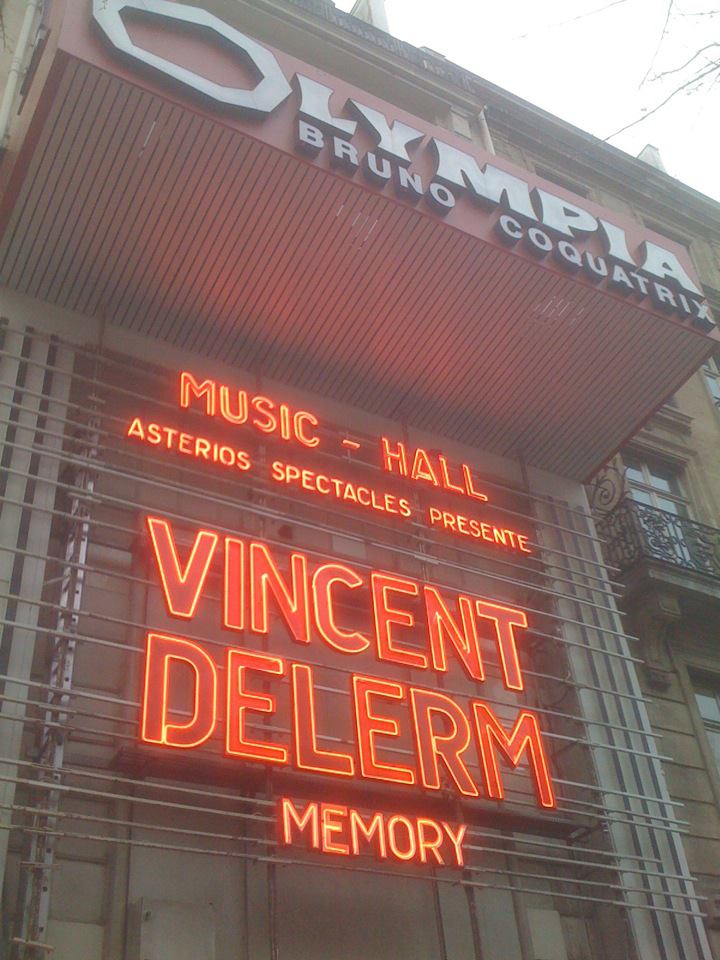 OLYMPIA
BRUNO COQUATRIX
MUSIC - HALL
ASTERIOS SPECTACLES PRESENTE
VINCENT
DELERM
MEMORY